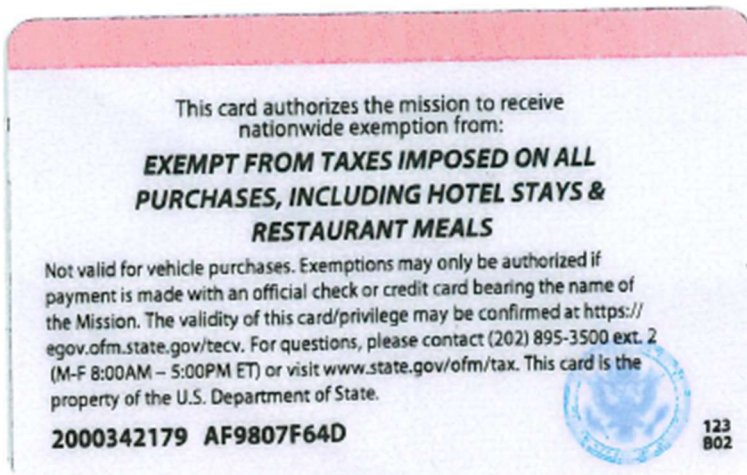 This card authorizes the mission to receive
nationwide exemption from:
EXEMPT FROM TAXES IMPOSED ON ALL
PURCHASES, INCLUDING HOTEL STAYS &
RESTAURANT MEALS
Not valid for vehicle purchases. Exemptions may only be authorized if
payment is made with an official check or credit card bearing the name of
the Mission. The validity of this card/privilege may be confirmed at https://
egov.ofm.state.gov/tecv. For questions, please contact (202) 895-3500 ext. 2
(M-F 8:00AM – 5:00PM ET) or visit www.state.gov/ofm/tax. This card is the
property of the U.S. Department of State.
2000342179 AF9807F64D
123
B02